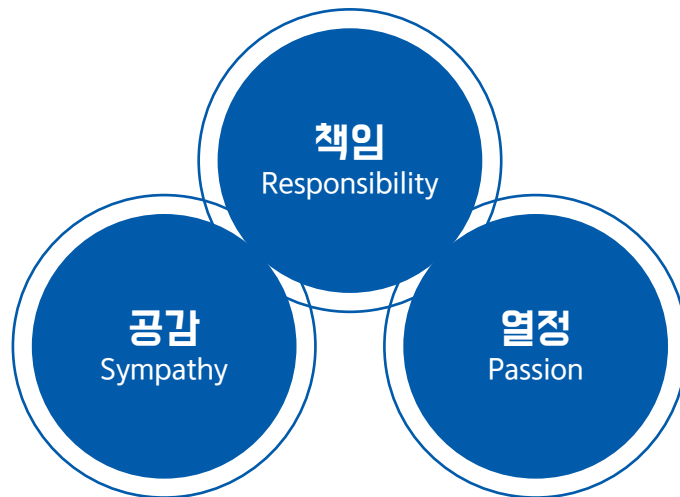 책임
Responsibility
공감
Sympathy
열정
Passion